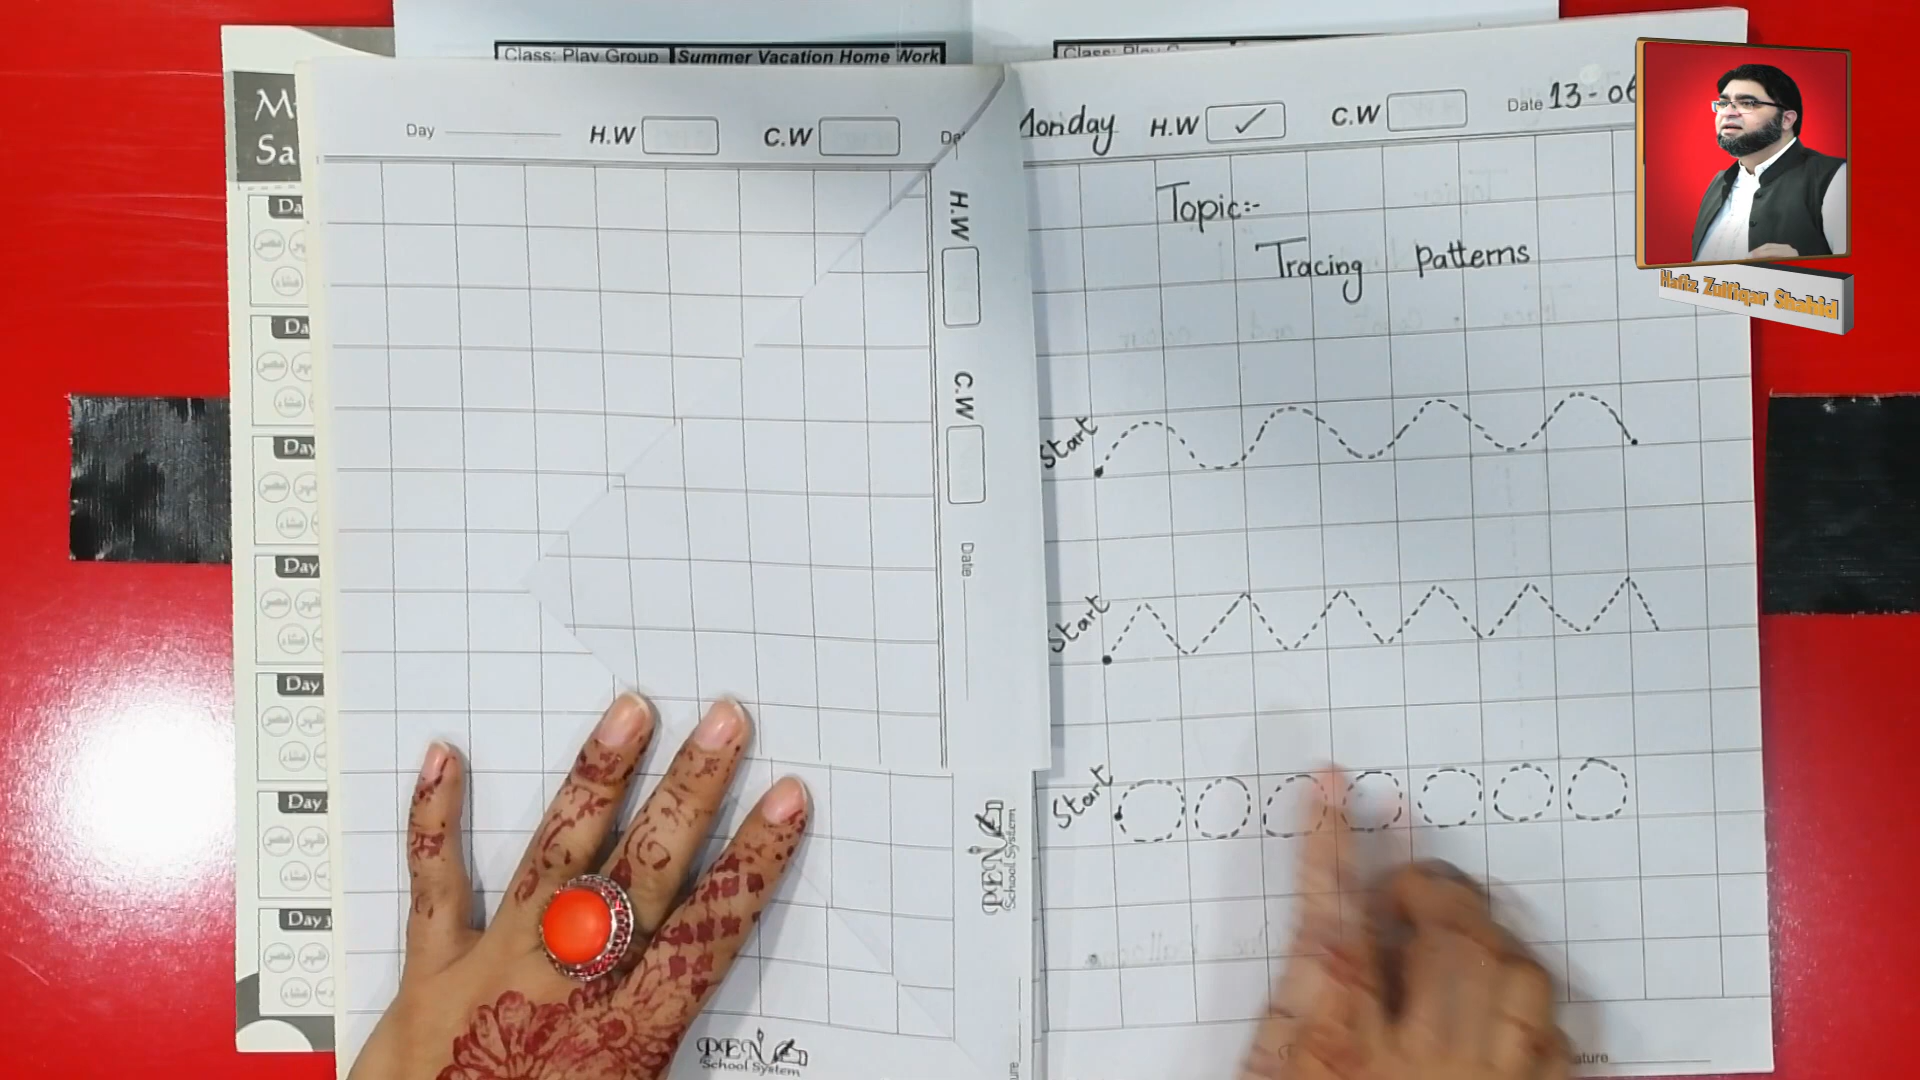 Class: Play Group Summer Vacation Home Work
Day H.W C.W
H.W C.W Date
Monday H.W ✓ C.W Date 13-06
Topic:-
Tracing Patterns
Start
Start
Start
Day
Day
Day
Day
Day
PEN
School System
PEN
School System
Hafiz Zulfiqar Shahid